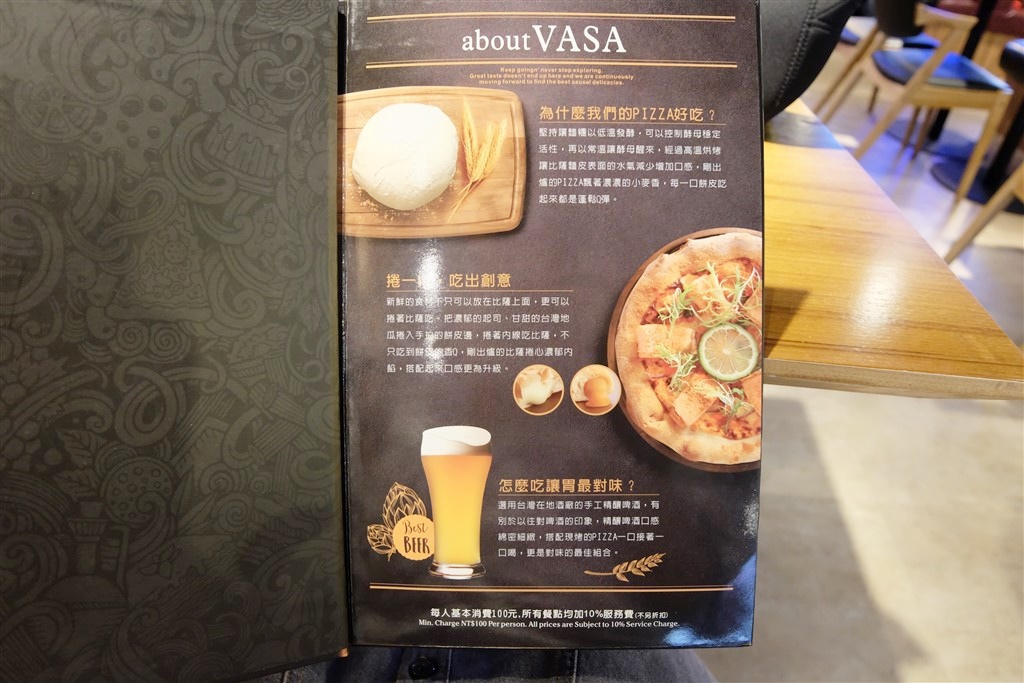 about VASA
Keep going' never stop exploring.
Great taste doesn't end up here and we are continuously
moving forward to find the best sausal delicacies.
為什麼我們的PIZZA好吃？
堅持讓麵糰以低溫發酵，可以控制酵母穩定
活性，再以常溫讓酵母醒來，經過高溫烘烤
讓比薩麵皮表面的水氣減少增加口感，剛出
爐的PIZZA飄著濃濃的小麥香，每一口餅皮吃
起來都是蓬鬆Q彈。
捲一 吃出創意
新鮮的食材不只可以放在比薩上面，更可以
捲著比薩吃。把濃郁的起司、甘甜的台灣地
瓜捲入手拍的餅皮邊，捲著內線吃比薩，不
只吃到餅皮的香Q，剛出爐的比薩捲心濃郁內
餡，搭配起來口感更為升級。
怎麼吃讓胃最對味？
選用台灣在地酒廠的手工精釀啤酒，有
別於以往對啤酒的印象，精釀啤酒口感
綿密細緻，搭配現烤的PIZZA一口接著一
口喝，更是對味的最佳組合。
Best
BEER
每人基本消費100元,所有餐點均加10%服務費(不另折扣)
Min. Charge NT$100 Per person. All prices are Subject to 10% Service Charge.